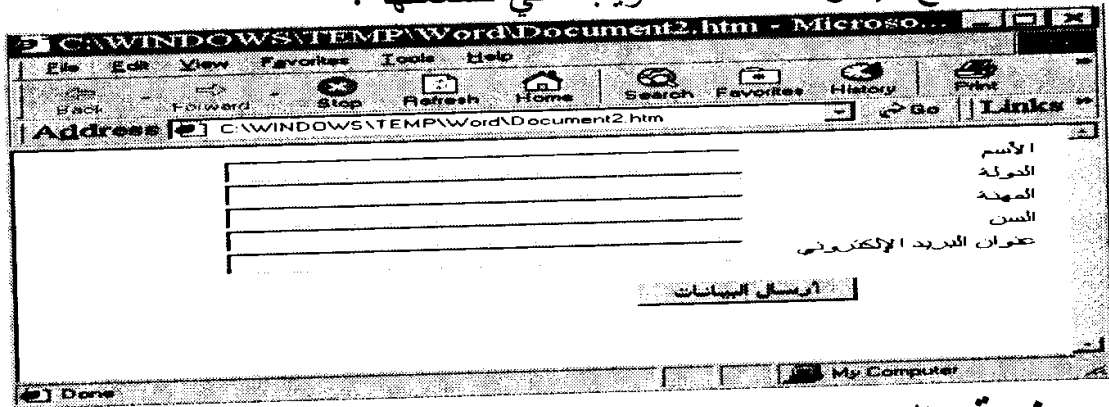 C:\WINDOWS\TEMP\Word\Document2.htm - Microso...
File Edit View Favorites Tools Help
Back Forward Stop Refresh Home Search Favorites History Print
Address C:\WINDOWS\TEMP\Word\Document2.htm Go Links
الأسم
الدولة
المهنة
السن
عنوان البريد الإلكتروني
أرسال البيانات
Done My Computer